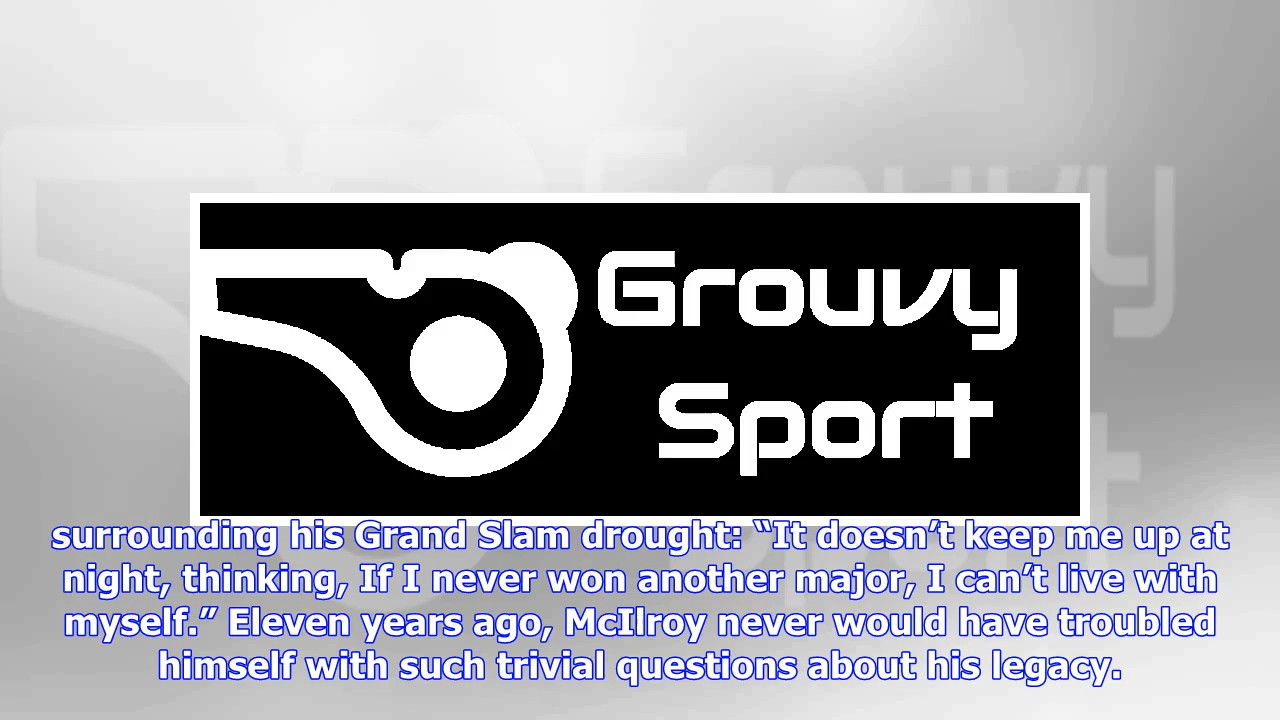 Grouvy
Sport
surrounding his Grand Slam drought: “It doesn’t keep me up at
night, thinking, If I never won another major, I can’t live with
myself.” Eleven years ago, McIlroy never would have troubled
himself with such trivial questions about his legacy.